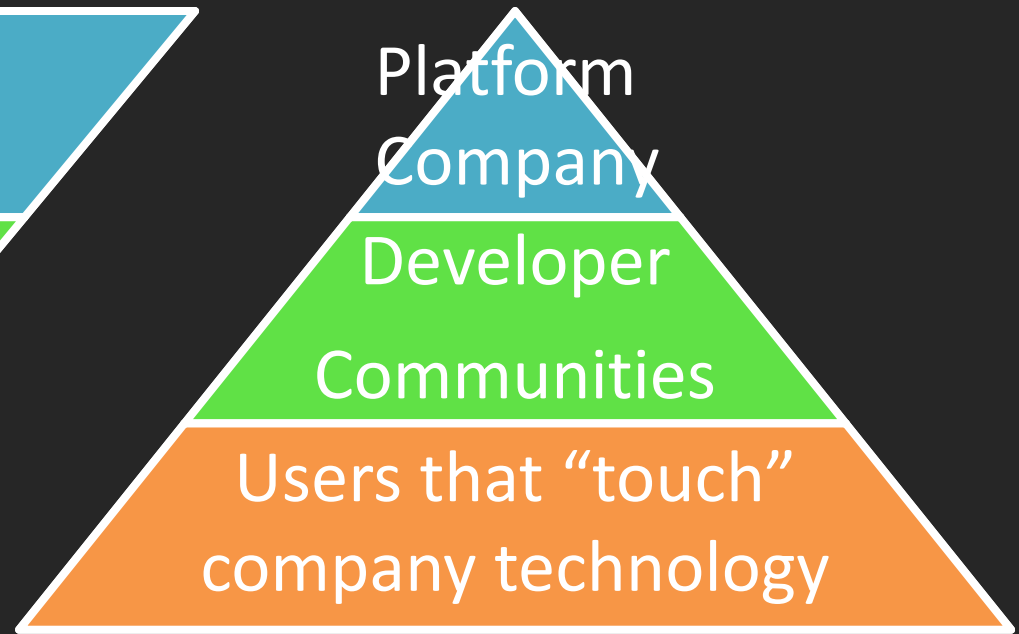 Platform
Company
Developer
Communities
Users that “touch”
company technology